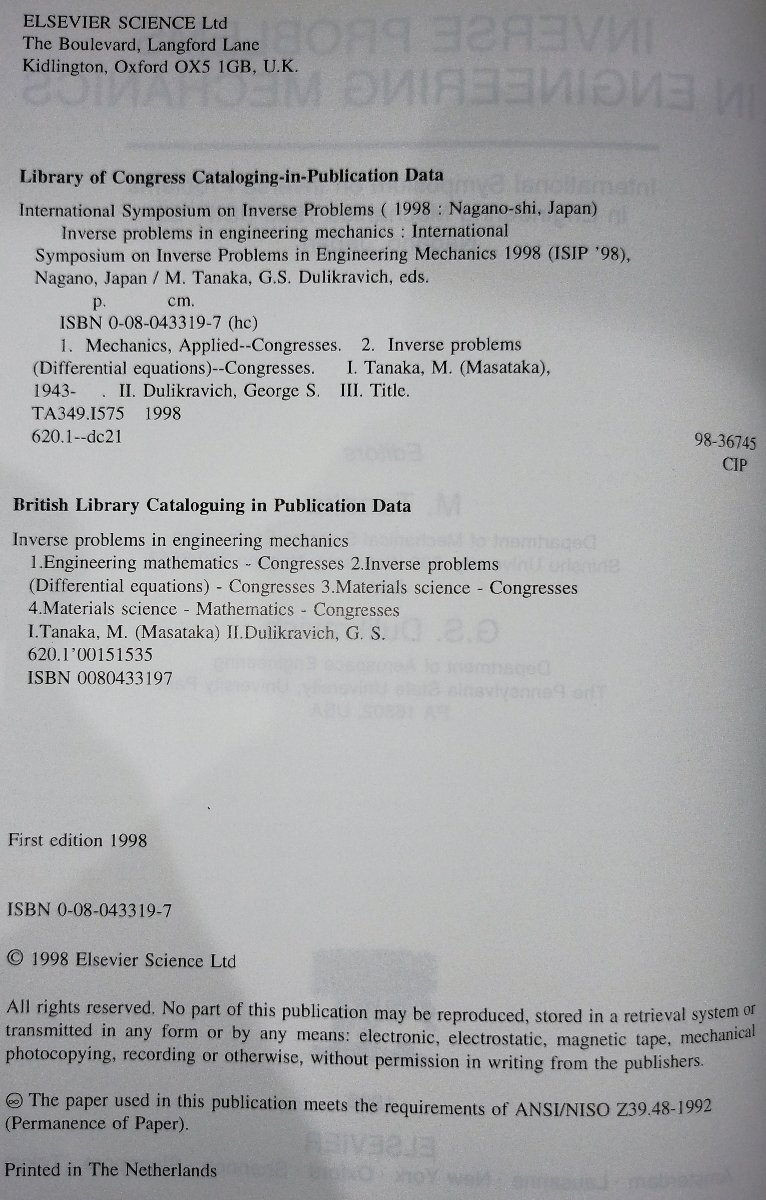 ELSEVIER SCIENCE Ltd
The Boulevard, Langford Lane
Kidlington, Oxford OX5 1GB, U.K.
Library of Congress Cataloging-in-Publication Data
International Symposium on Inverse Problems ( 1998 : Nagano-shi, Japan)
Inverse problems in engineering mechanics : International
Symposium on Inverse Problems in Engineering Mechanics 1998 (ISIP '98),
Nagano, Japan / M. Tanaka, G.S. Dulikravich, eds.
p. cm.
ISBN 0-08-043319-7 (hc)
1. Mechanics, Applied--Congresses. 2. Inverse problems
(Differential equations)--Congresses. I. Tanaka, M. (Masataka),
1943- . II. Dulikravich, George S. III. Title.
TA349.I575 1998
620.1--dc21 98-36745
CIP
British Library Cataloguing in Publication Data
Inverse problems in engineering mechanics
1.Engineering mathematics - Congresses 2.Inverse problems
(Differential equations) - Congresses 3.Materials science - Congresses
4.Materials science - Mathematics - Congresses
I.Tanaka, M. (Masataka) II.Dulikravich, G. S.
620.1'00151535
ISBN 0080433197
First edition 1998
ISBN 0-08-043319-7
© 1998 Elsevier Science Ltd
All rights reserved. No part of this publication may be reproduced, stored in a retrieval system or
transmitted in any form or by any means: electronic, electrostatic, magnetic tape, mechanical
photocopying, recording or otherwise, without permission in writing from the publishers.
♾ The paper used in this publication meets the requirements of ANSI/NISO Z39.48-1992
(Permanence of Paper).
Printed in The Netherlands